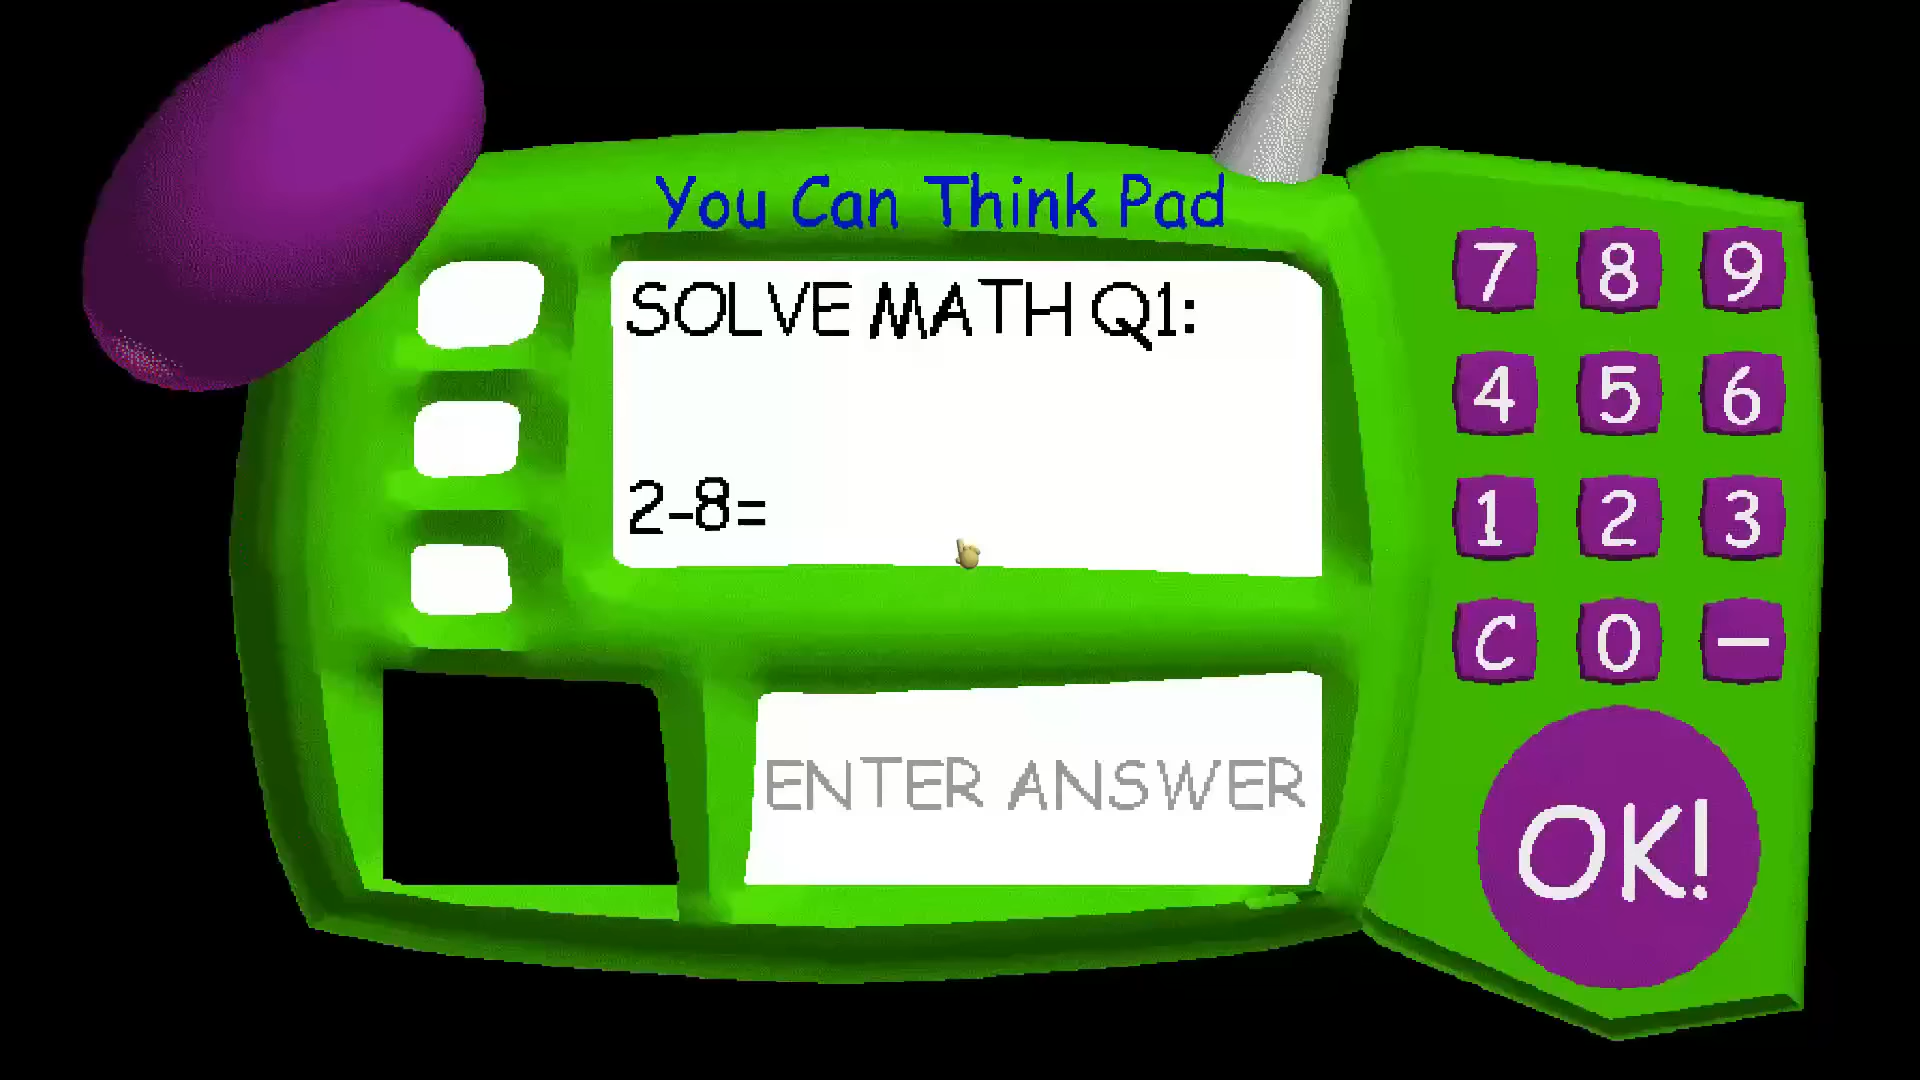 You Can Think Pad
SOLVE MATH Q1:
2-8=
ENTER ANSWER
7 8 9
4 5 6
1 2 3
C 0 —
OK!